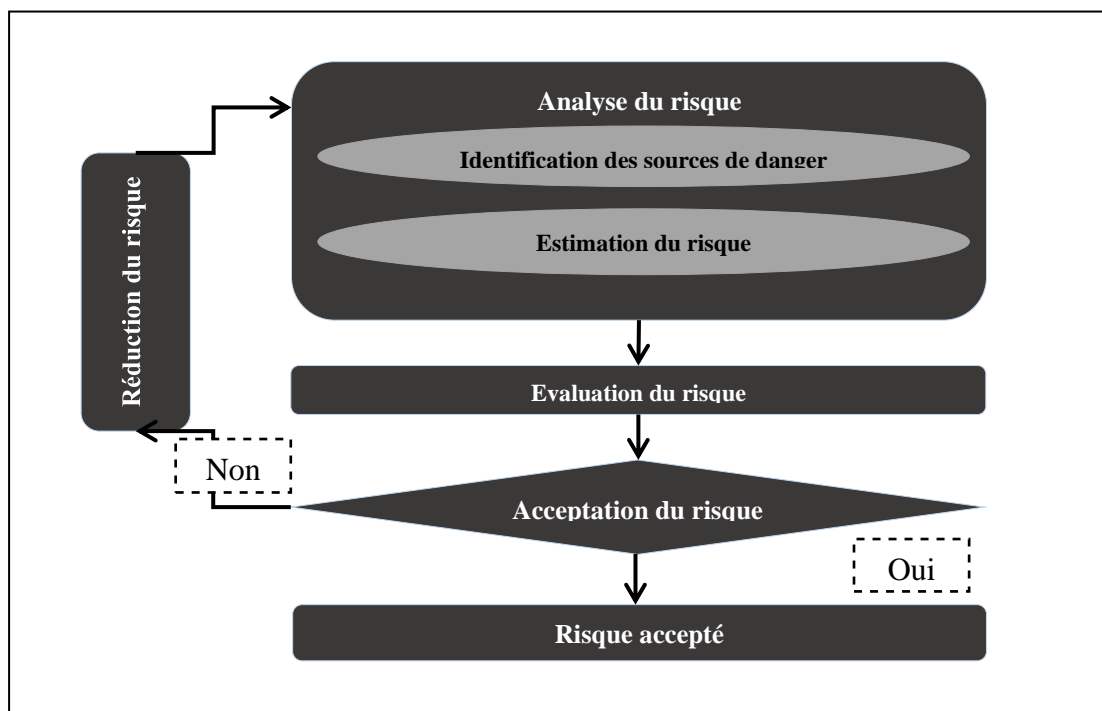 Analyse du risque
Identification des sources de danger
Estimation du risque
Réduction du risque
Evaluation du risque
Non
Acceptation du risque
Oui
Risque accepté